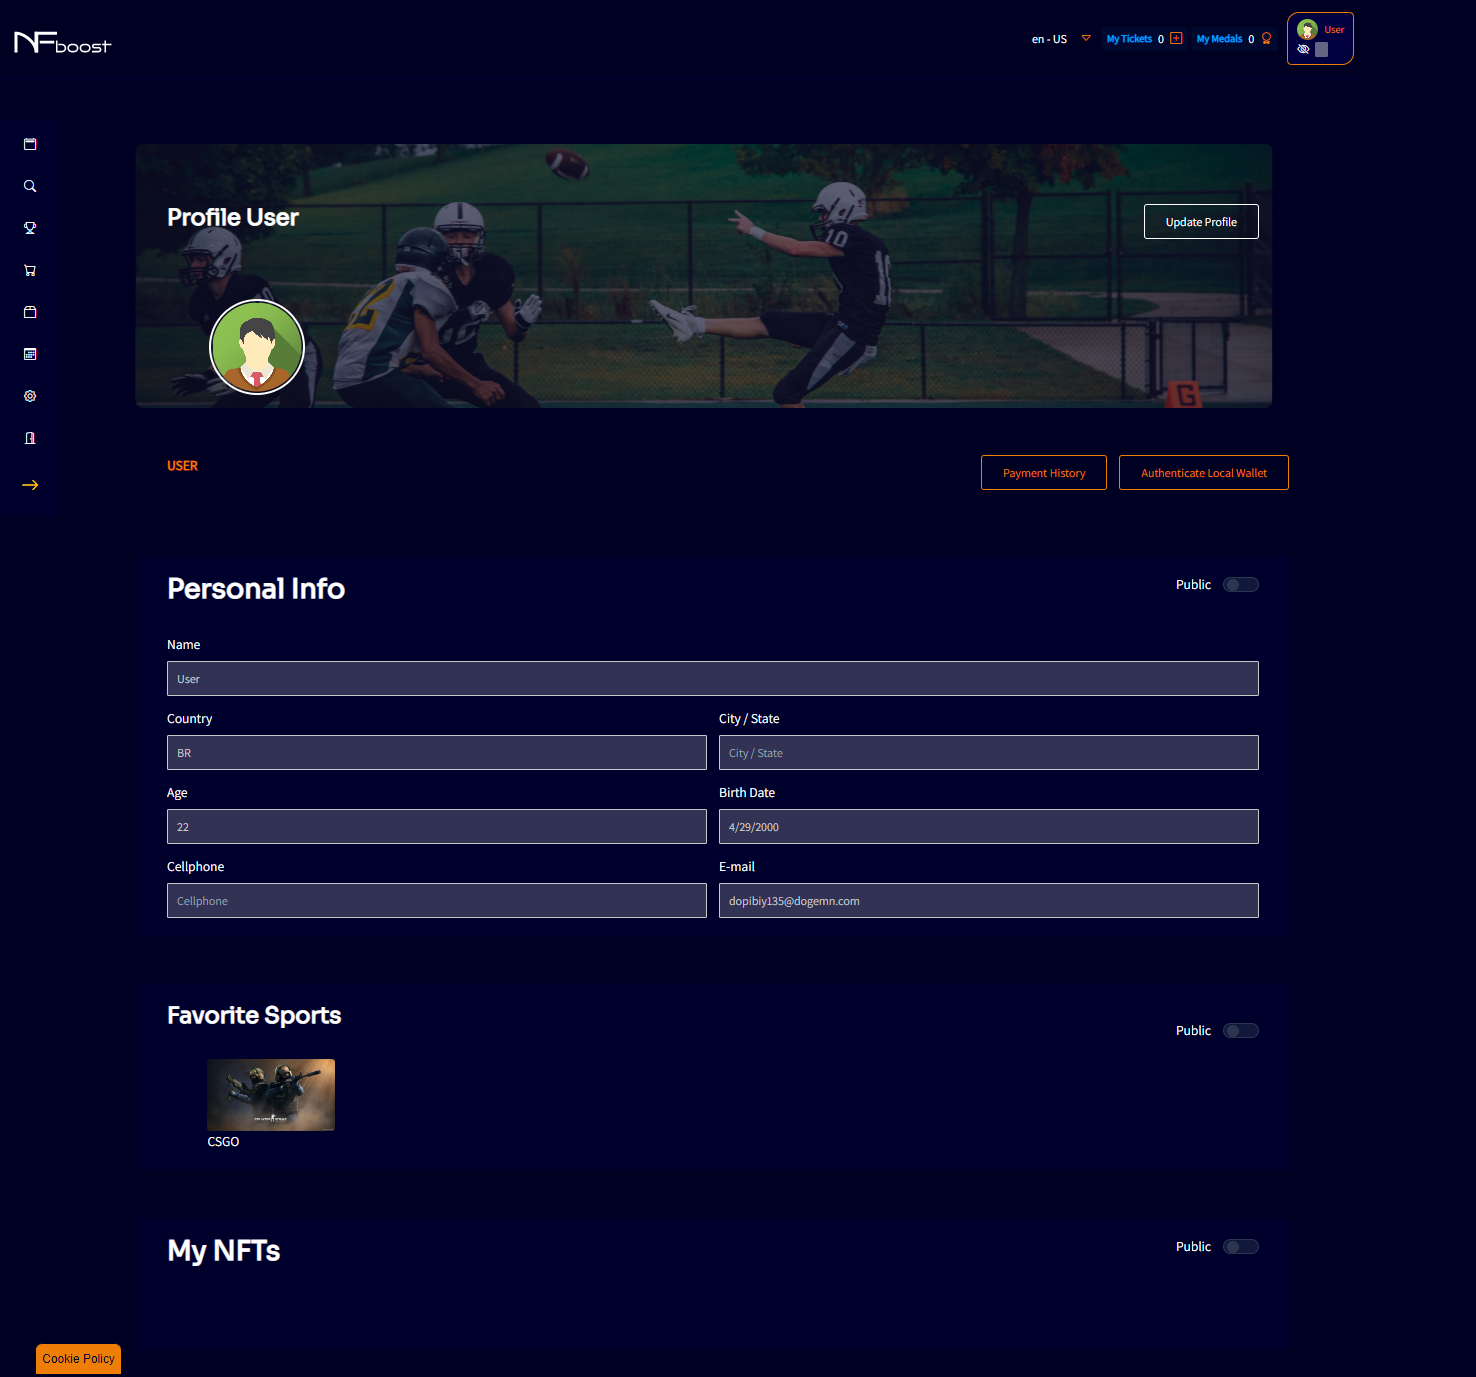 NFboost
en - US
My Tickets 0
My Medals 0
User
Profile User
Update Profile
10
G
USER
Payment History
Authenticate Local Wallet
Personal Info
Public
Name
User
Country
City / State
BR
City / State
Age
Birth Date
22
4/29/2000
Cellphone
E-mail
Cellphone
dopibiy135@dogemn.com
Favorite Sports
Public
CSGO
My NFTs
Public
Cookie Policy